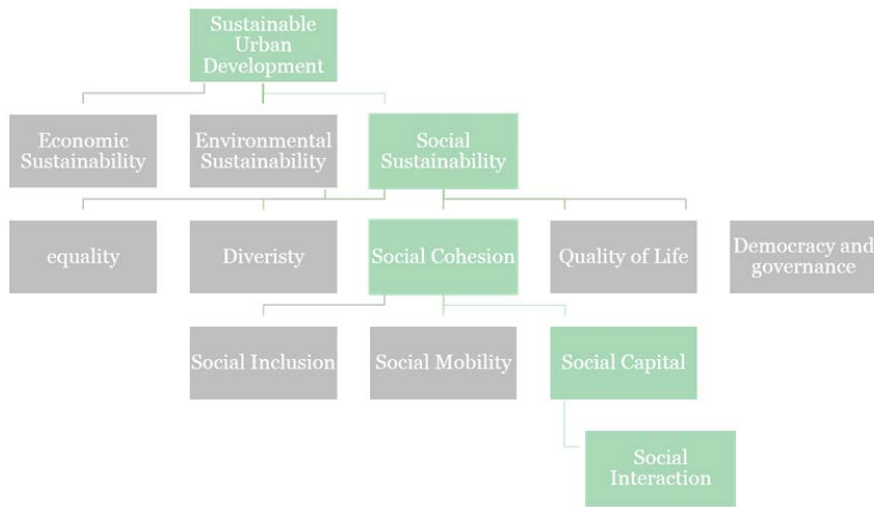 Sustainable
Urban
Development
Economic
Sustainability
Environmental
Sustainability
Social
Sustainability
equality
Diveristy
Social Cohesion
Quality of Life
Democracy and
governance
Social Inclusion
Social Mobility
Social Capital
Social
Interaction